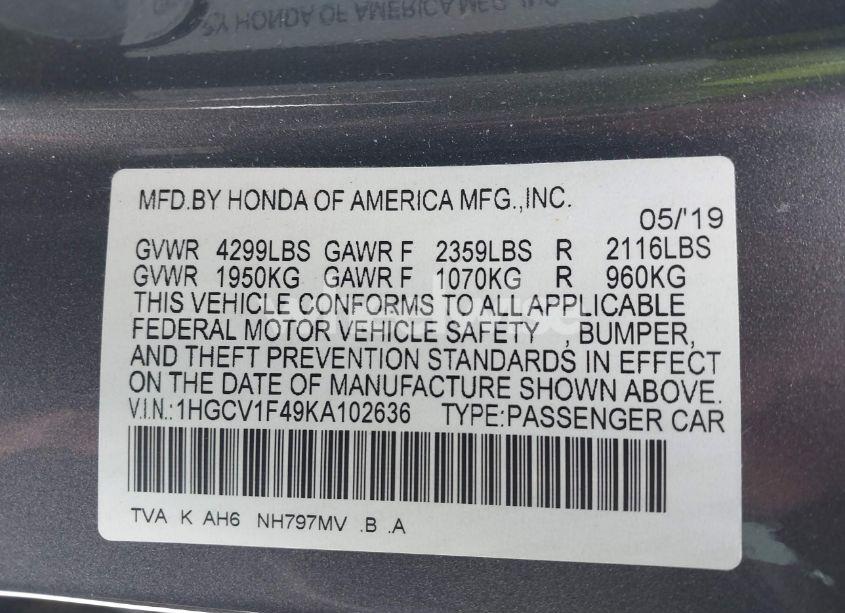 MFD.BY HONDA OF AMERICA MFG.,INC.
05/'19
GVWR 4299LBS GAWR F 2359LBS R 2116LBS
GVWR 1950KG GAWR F 1070KG R 960KG
THIS VEHICLE CONFORMS TO ALL APPLICABLE
FEDERAL MOTOR VEHICLE SAFETY , BUMPER,
AND THEFT PREVENTION STANDARDS IN EFFECT
ON THE DATE OF MANUFACTURE SHOWN ABOVE.
V.I.N.:1HGCV1F49KA102636 TYPE:PASSENGER CAR
TVA K AH6 NH797MV .B .A